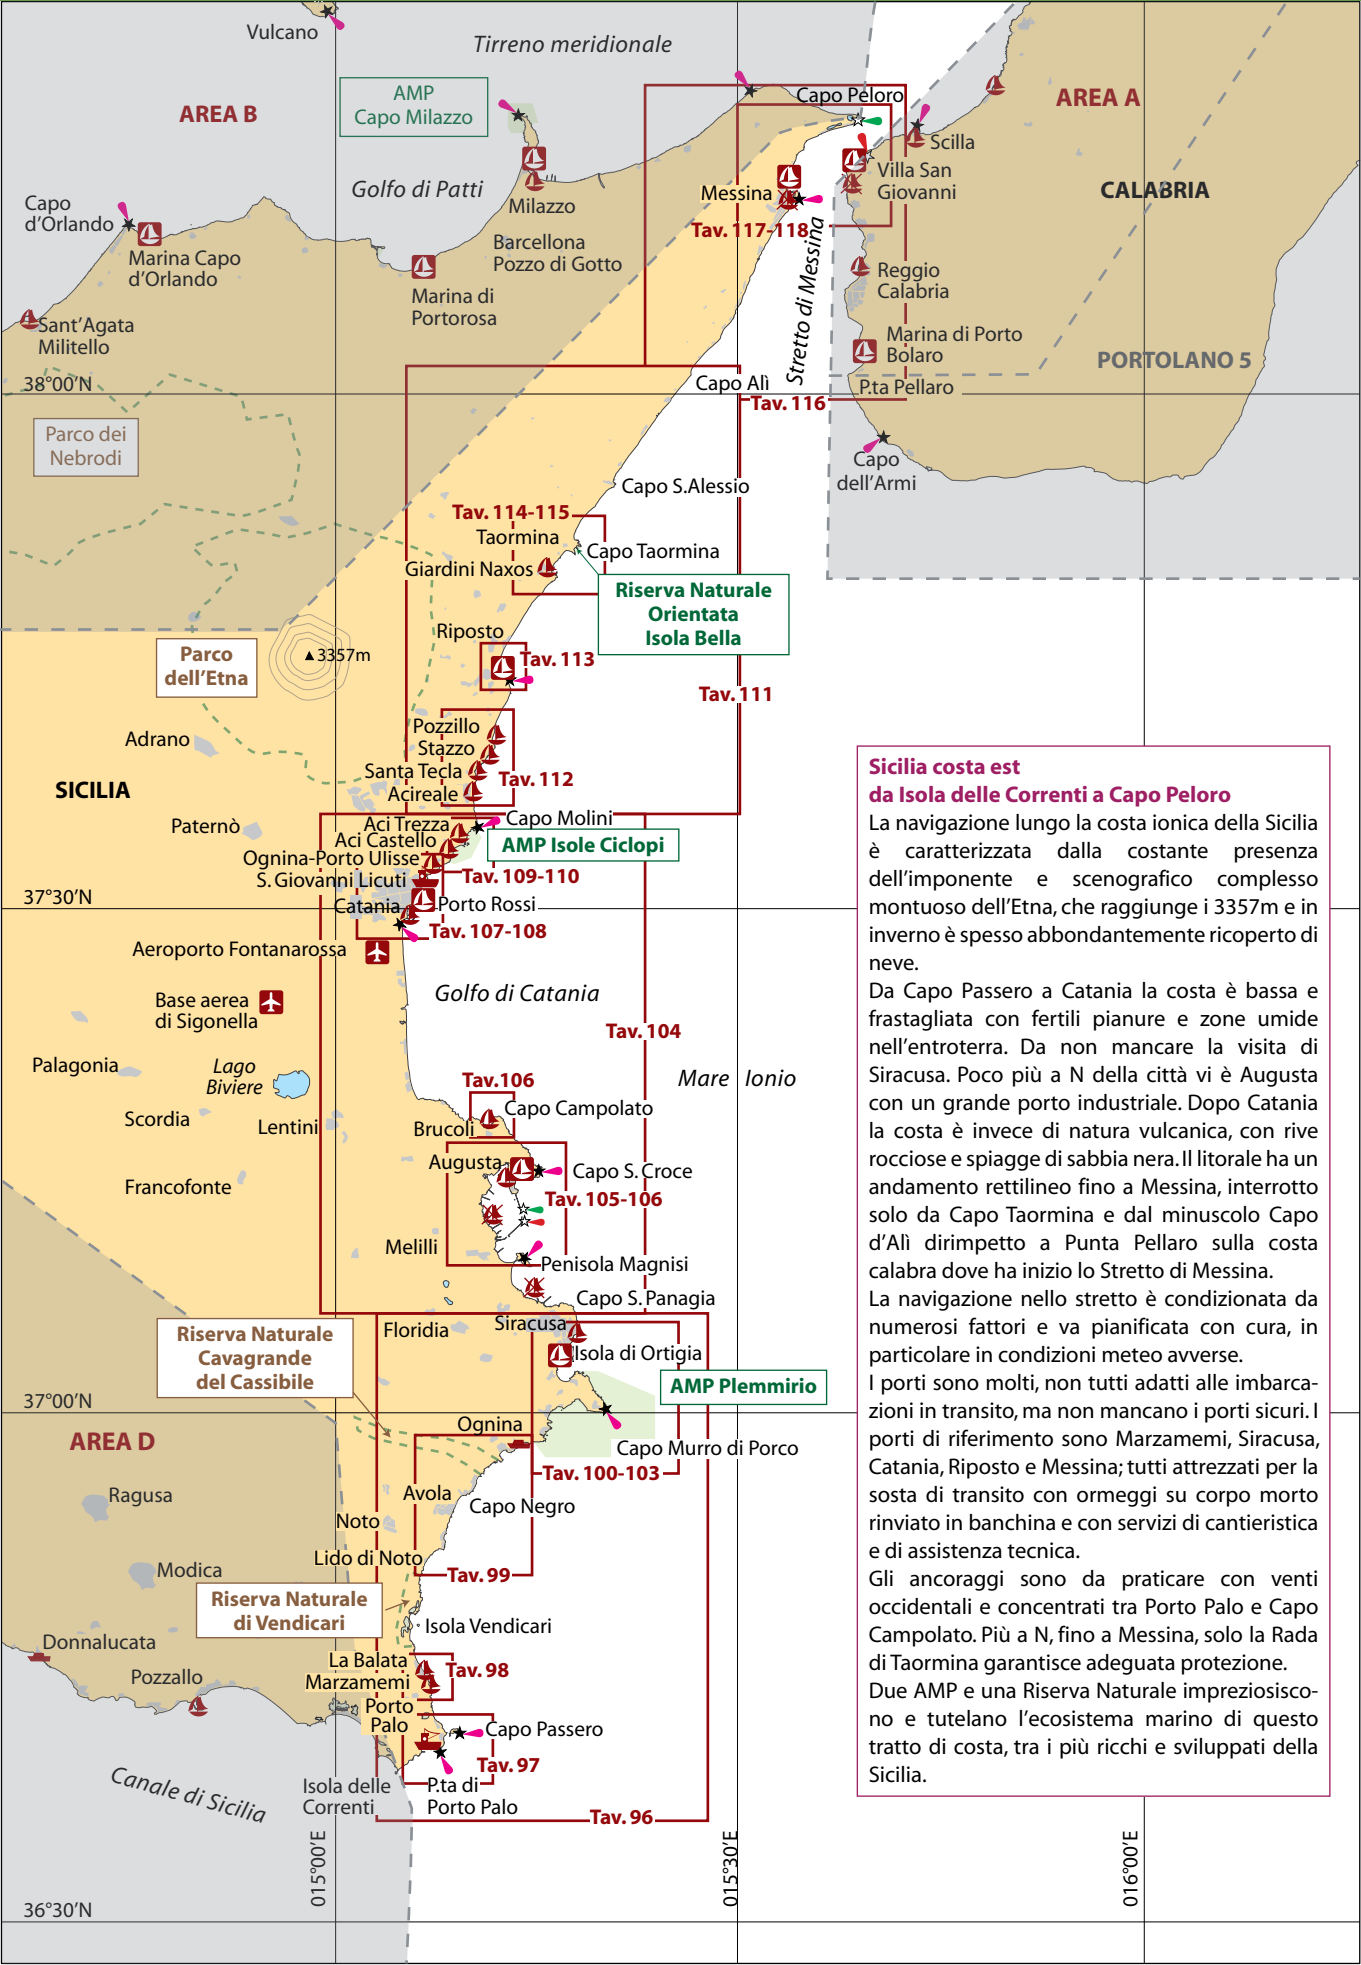 Vulcano
Tirreno meridionale
AREA B
AMP
Capo Milazzo
Capo Peloro
AREA A
Scilla
Golfo di Patti
Villa San
Giovanni
Messina
CALABRIA
Milazzo
Capo
d'Orlando
Tav. 117-118
Marina Capo
d'Orlando
Barcellona
Pozzo di Gotto
Stretto di Messina
Reggio
Calabria
Marina di
Portorosa
Sant'Agata
Militello
Marina di Porto
Bolaro
PORTOLANO 5
38°00'N
Capo Alì
P.ta Pellaro
Tav. 116
Parco dei
Nebrodi
Capo
dell'Armi
Capo S.Alessio
Tav. 114-115
Taormina
Capo Taormina
Giardini Naxos
Riserva Naturale
Orientata
Isola Bella
Riposto
Parco
dell'Etna
3357m
Tav. 113
Tav. 111
Pozzillo
Adrano
Stazzo
Santa Tecla
Tav. 112
SICILIA
Acireale
Paternò
Aci Trezza
Capo Molini
Aci Castello
AMP Isole Ciclopi
Ognina-Porto Ulisse
S. Giovanni Licuti
Tav. 109-110
37°30'N
Catania
Porto Rossi
Tav. 107-108
Aeroporto Fontanarossa
Golfo di Catania
Base aerea
di Sigonella
Tav. 104
Palagonia
Lago
Biviere
Mare Ionio
Tav.106
Capo Campolato
Scordia
Lentini
Brucoli
Augusta
Capo S. Croce
Francofonte
Tav. 105-106
Melilli
Penisola Magnisi
Capo S. Panagia
Riserva Naturale
Cavagrande
del Cassibile
Floridia
Siracusa
Isola di Ortigia
AMP Plemmirio
37°00'N
Ognina
AREA D
Capo Murro di Porco
Tav. 100-103
Ragusa
Avola
Capo Negro
Noto
Lido di Noto
Modica
Tav. 99
Riserva Naturale
di Vendicari
Isola Vendicari
Donnalucata
La Balata
Marzamemi
Tav. 98
Pozzallo
Porto
Palo
Capo Passero
Tav. 97
Canale di Sicilia
Isola delle
Correnti
P.ta di
Porto Palo
Tav. 96
015°00'E
015°30'E
016°00'E
36°30'N
Sicilia costa est
da Isola delle Correnti a Capo Peloro
La navigazione lungo la costa ionica della Sicilia
è caratterizzata dalla costante presenza
dell'imponente e scenografico complesso
montuoso dell'Etna, che raggiunge i 3357m e in
inverno è spesso abbondantemente ricoperto di
neve.
Da Capo Passero a Catania la costa è bassa e
frastagliata con fertili pianure e zone umide
nell'entroterra. Da non mancare la visita di
Siracusa. Poco più a N della città vi è Augusta
con un grande porto industriale. Dopo Catania
la costa è invece di natura vulcanica, con rive
rocciose e spiagge di sabbia nera. Il litorale ha un
andamento rettilineo fino a Messina, interrotto
solo da Capo Taormina e dal minuscolo Capo
d'Alì dirimpetto a Punta Pellaro sulla costa
calabra dove ha inizio lo Stretto di Messina.
La navigazione nello stretto è condizionata da
numerosi fattori e va pianificata con cura, in
particolare in condizioni meteo avverse.
I porti sono molti, non tutti adatti alle imbarca-
zioni in transito, ma non mancano i porti sicuri. I
porti di riferimento sono Marzamemi, Siracusa,
Catania, Riposto e Messina; tutti attrezzati per la
sosta di transito con ormeggi su corpo morto
rinviato in banchina e con servizi di cantieristica
e di assistenza tecnica.
Gli ancoraggi sono da praticare con venti
occidentali e concentrati tra Porto Palo e Capo
Campolato. Più a N, fino a Messina, solo la Rada
di Taormina garantisce adeguata protezione.
Due AMP e una Riserva Naturale impreziosisco-
no e tutelano l'ecosistema marino di questo
tratto di costa, tra i più ricchi e sviluppati della
Sicilia.